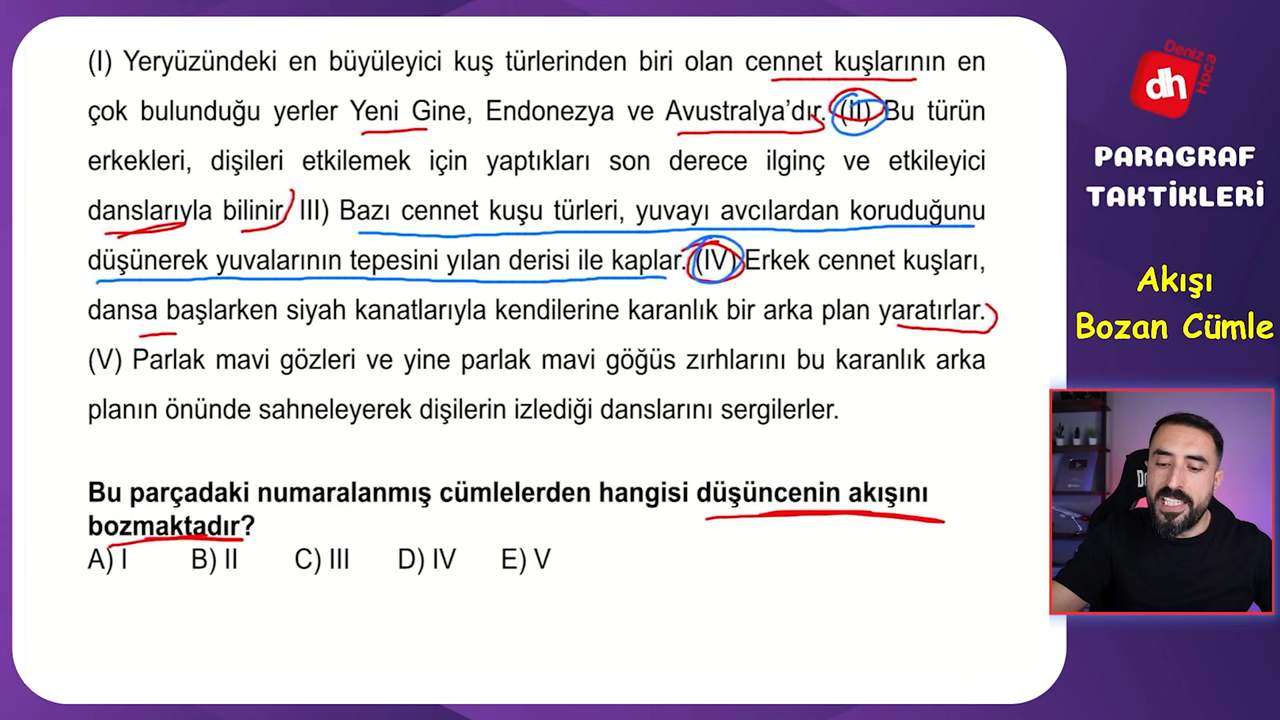 (I) Yeryüzündeki en büyüleyici kuş türlerinden biri olan cennet kuşlarının en
çok bulunduğu yerler Yeni Gine, Endonezya ve Avustralya'dır. (II) Bu türün
erkekleri, dişileri etkilemek için yaptıkları son derece ilginç ve etkileyici
danslarıyla bilinir. III) Bazı cennet kuşu türleri, yuvayı avcılardan koruduğunu
düşünerek yuvalarının tepesini yılan derisi ile kaplar. (IV) Erkek cennet kuşları,
dansa başlarken siyah kanatlarıyla kendilerine karanlık bir arka plan yaratırlar.
(V) Parlak mavi gözleri ve yine parlak mavi göğüs zırhlarını bu karanlık arka
planın önünde sahneleyerek dişilerin izlediği danslarını sergilerler.
Bu parçadaki numaralanmış cümlelerden hangisi düşüncenin akışını
bozmaktadır?
A) I B) II C) III D) IV E) V
dh
Deniz Hoca
PARAGRAF
TAKTİKLERİ
Akışı
Bozan Cümle